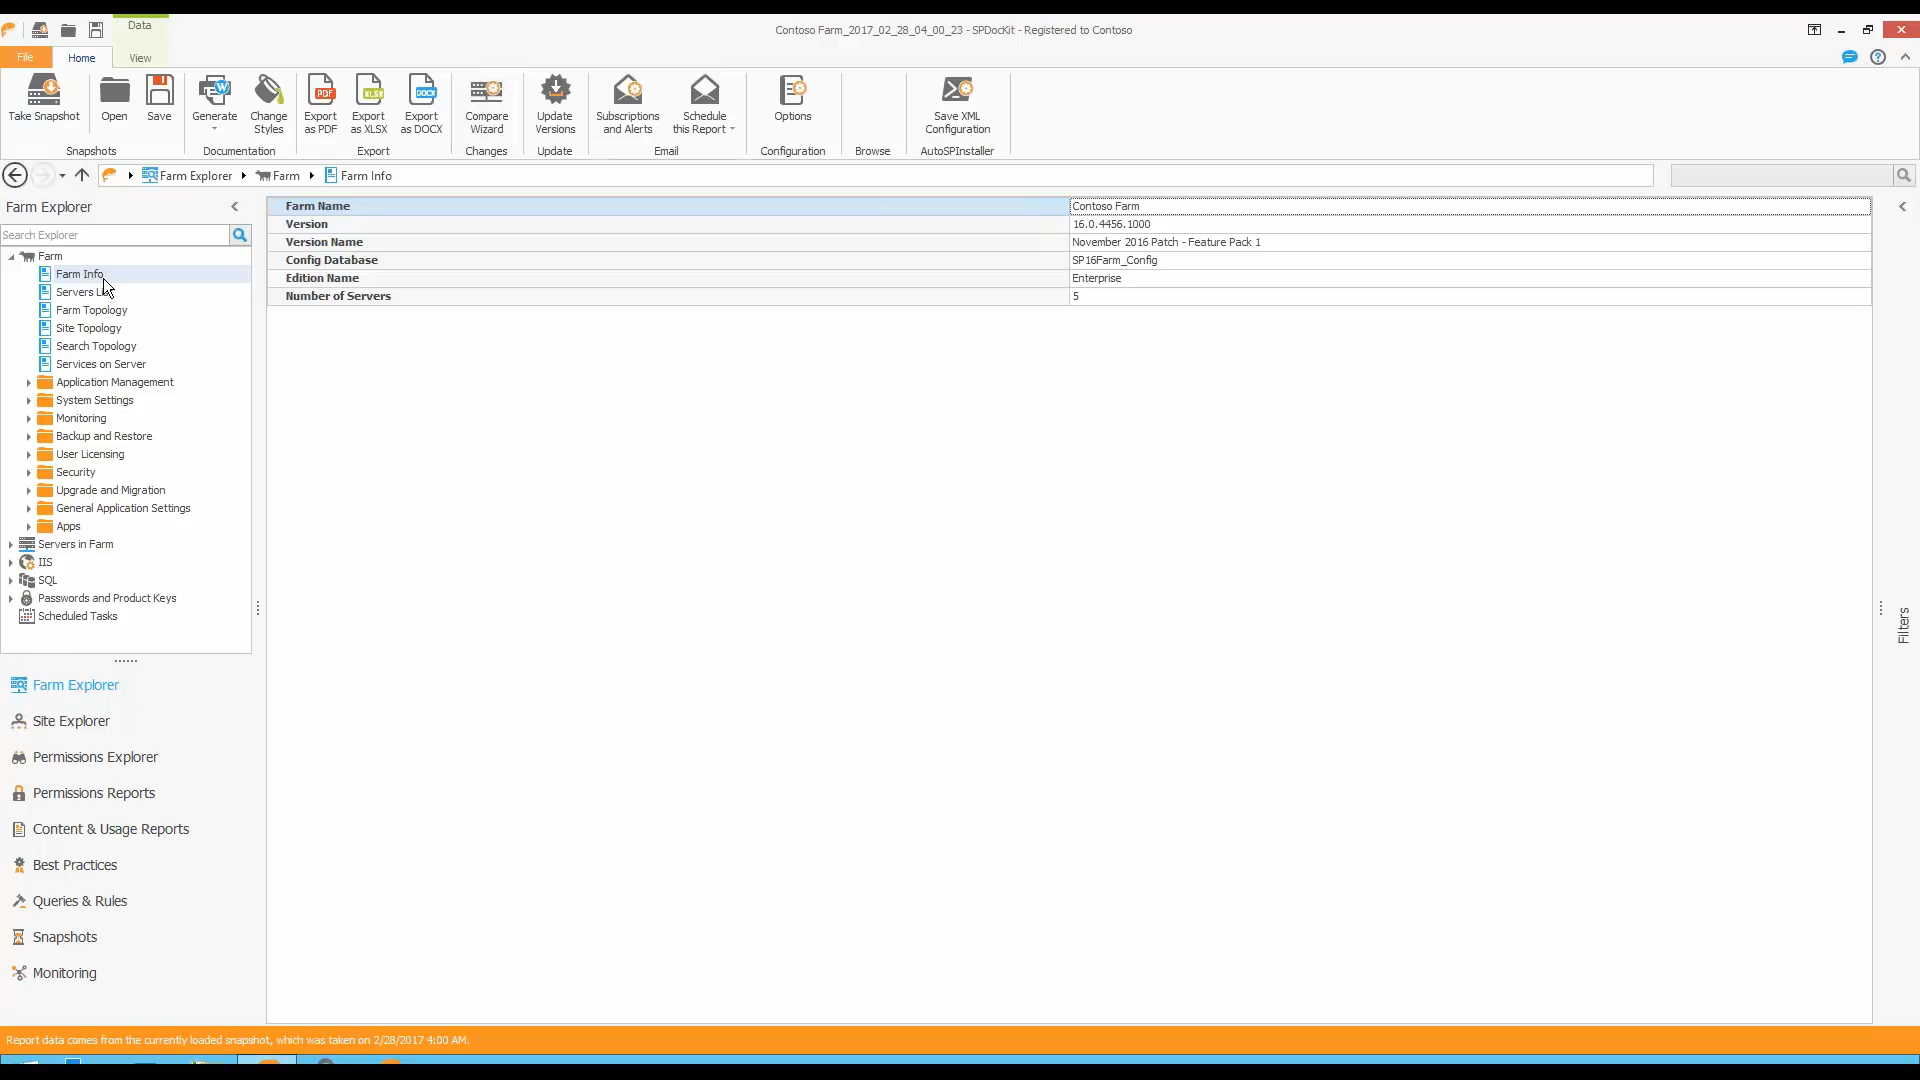 Data
Contoso Farm_2017_02_28_04_00_23 - SPDocKit - Registered to Contoso
File
Home
View
Take Snapshot
Open
Save
Generate
Change
Styles
PDF
Export
as PDF
XLSX
Export
as XLSX
DOCX
Export
as DOCX
Compare
Wizard
Update
Versions
Subscriptions
and Alerts
Schedule
this Report
Options
Save XML
Configuration
Snapshots
Documentation
Export
Changes
Update
Email
Configuration
Browse
AutoSPInstaller
Farm Explorer
Farm
Farm Info
Farm Explorer
Search Explorer
Farm
Farm Info
Servers
Farm Topology
Site Topology
Search Topology
Services on Server
Application Management
System Settings
Monitoring
Backup and Restore
User Licensing
Security
Upgrade and Migration
General Application Settings
Apps
Servers in Farm
IIS
SQL
Passwords and Product Keys
Scheduled Tasks
Farm Explorer
Site Explorer
Permissions Explorer
Permissions Reports
Content & Usage Reports
Best Practices
Queries & Rules
Snapshots
Monitoring
Farm Name Contoso Farm
Version 16.0.4456.1000
Version Name November 2016 Patch - Feature Pack 1
Config Database SP16Farm_Config
Edition Name Enterprise
Number of Servers 5
Filters
Report data comes from the currently loaded snapshot, which was taken on 2/28/2017 4:00 AM.